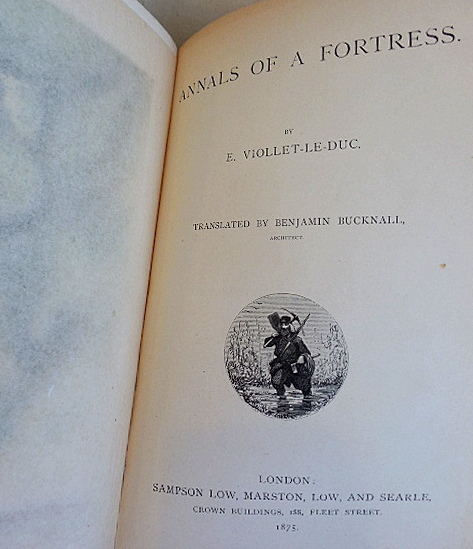 ANNALS OF A FORTRESS.
BY
E. VIOLLET-LE-DUC.
TRANSLATED BY BENJAMIN BUCKNALL,
ARCHITECT.
LONDON:
SAMPSON LOW, MARSTON, LOW, AND SEARLE,
CROWN BUILDINGS, 188, FLEET STREET.
1875.